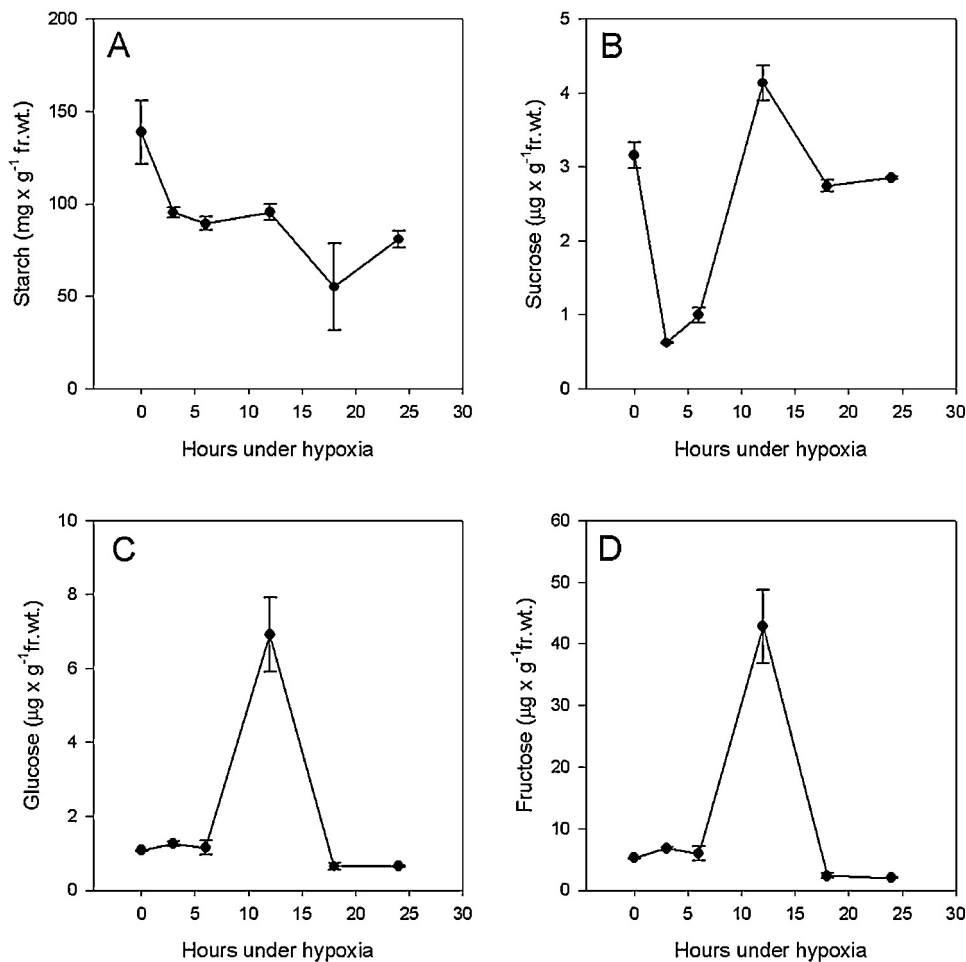 A
Starch (mg x g⁻¹ fr.wt.)
200
150
100
50
0
0 5 10 15 20 25 30
Hours under hypoxia
B
Sucrose (µg x g⁻¹fr.wt.)
5
4
3
2
1
0
0 5 10 15 20 25 30
Hours under hypoxia
C
Glucose (µg x g⁻¹fr.wt.)
10
8
6
4
2
0
0 5 10 15 20 25 30
Hours under hypoxia
D
Fructose (µg x g⁻¹fr.wt.)
60
50
40
30
20
10
0
0 5 10 15 20 25 30
Hours under hypoxia